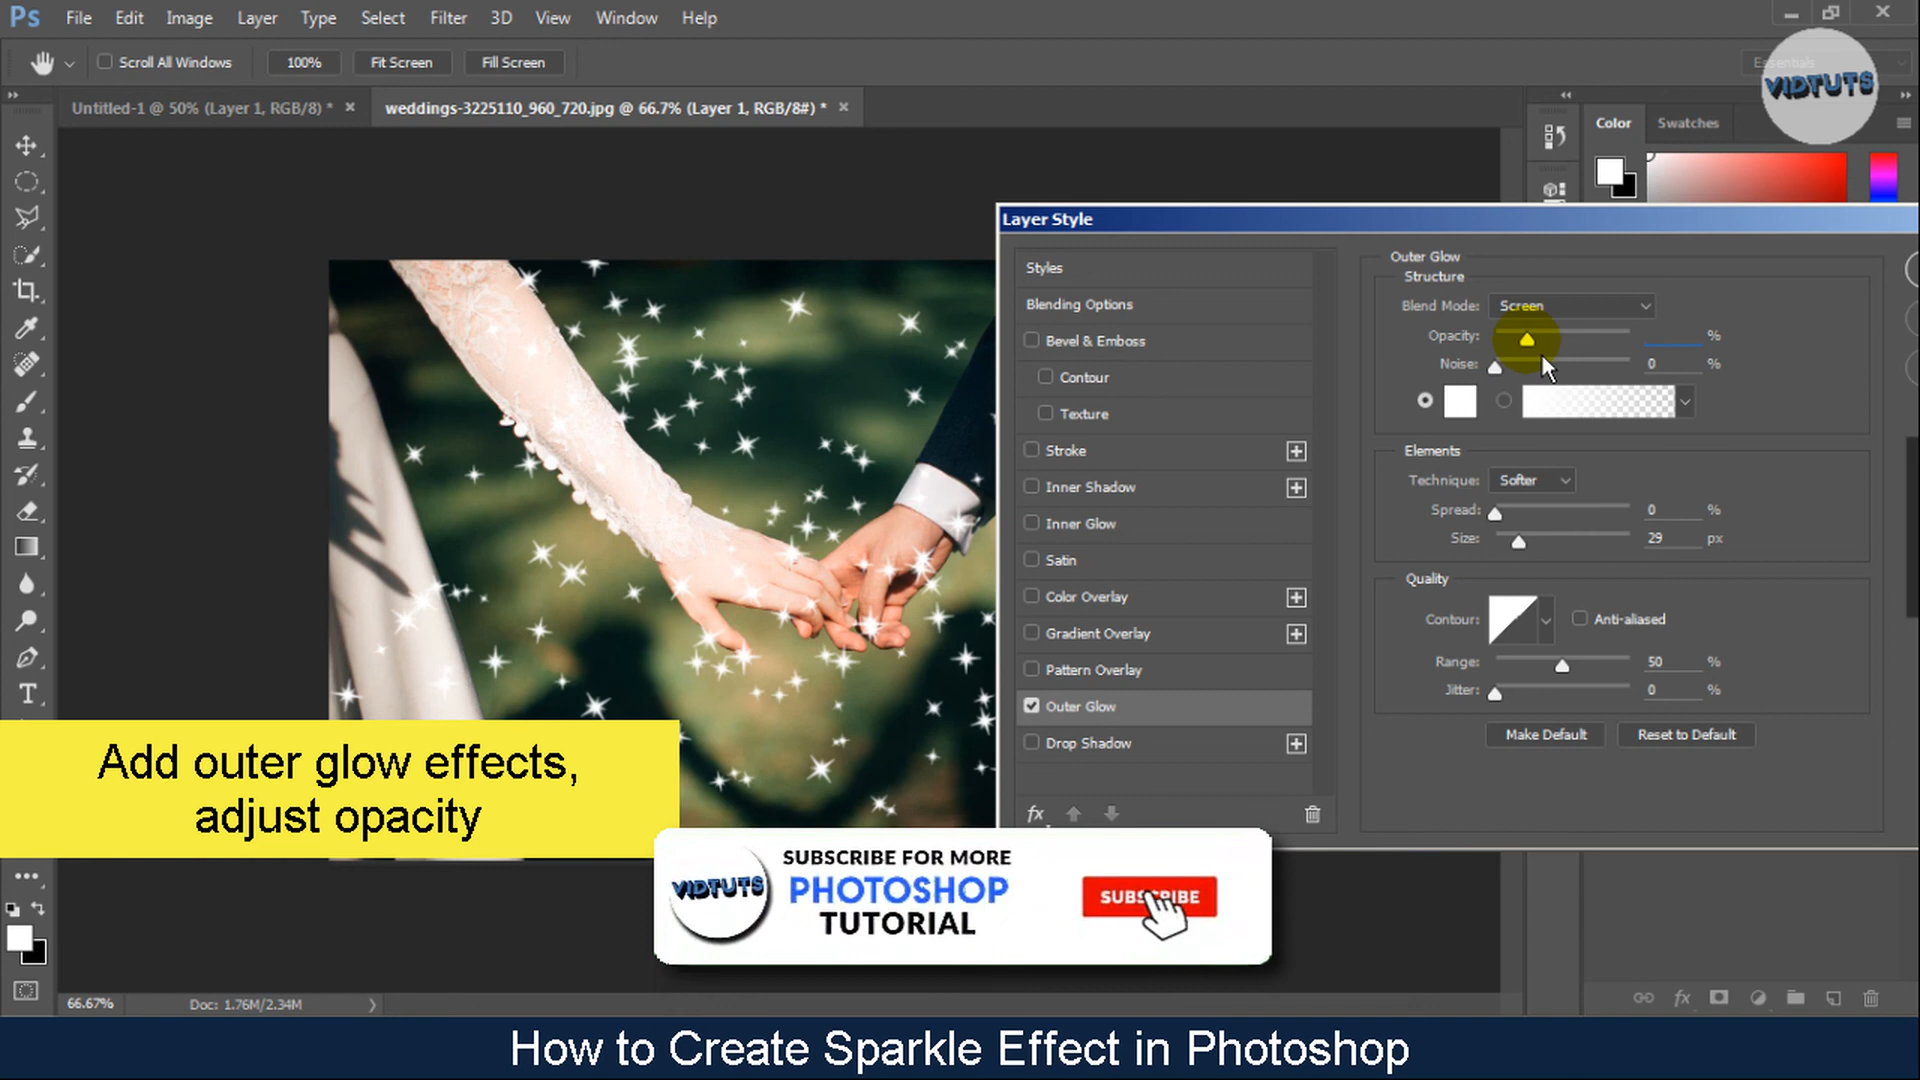 Ps File Edit Image Layer Type Select Filter 3D View Window Help
Scroll All Windows 100% Fit Screen Fill Screen Essentials
VIDTUTS
Untitled-1 @ 50% (Layer 1, RGB/8) * × weddings-3225110_960_720.jpg @ 66.7% (Layer 1, RGB/8#) * ×
Color Swatches
Layer Style
Styles
Blending Options
Bevel & Emboss
Contour
Texture
Stroke
Inner Shadow
Inner Glow
Satin
Color Overlay
Gradient Overlay
Pattern Overlay
Outer Glow
Drop Shadow
fx
Outer Glow
Structure
Blend Mode: Screen
Opacity: %
Noise: 0 %
Elements
Technique: Softer
Spread: 0 %
Size: 29 px
Quality
Contour: Anti-aliased
Range: 50 %
Jitter: 0 %
Make Default Reset to Default
T
Add outer glow effects,
adjust opacity
VIDTUTS
SUBSCRIBE FOR MORE
PHOTOSHOP
TUTORIAL
SUBSCRIBE
66.67% Doc: 1.76M/2.34M
fx
How to Create Sparkle Effect in Photoshop